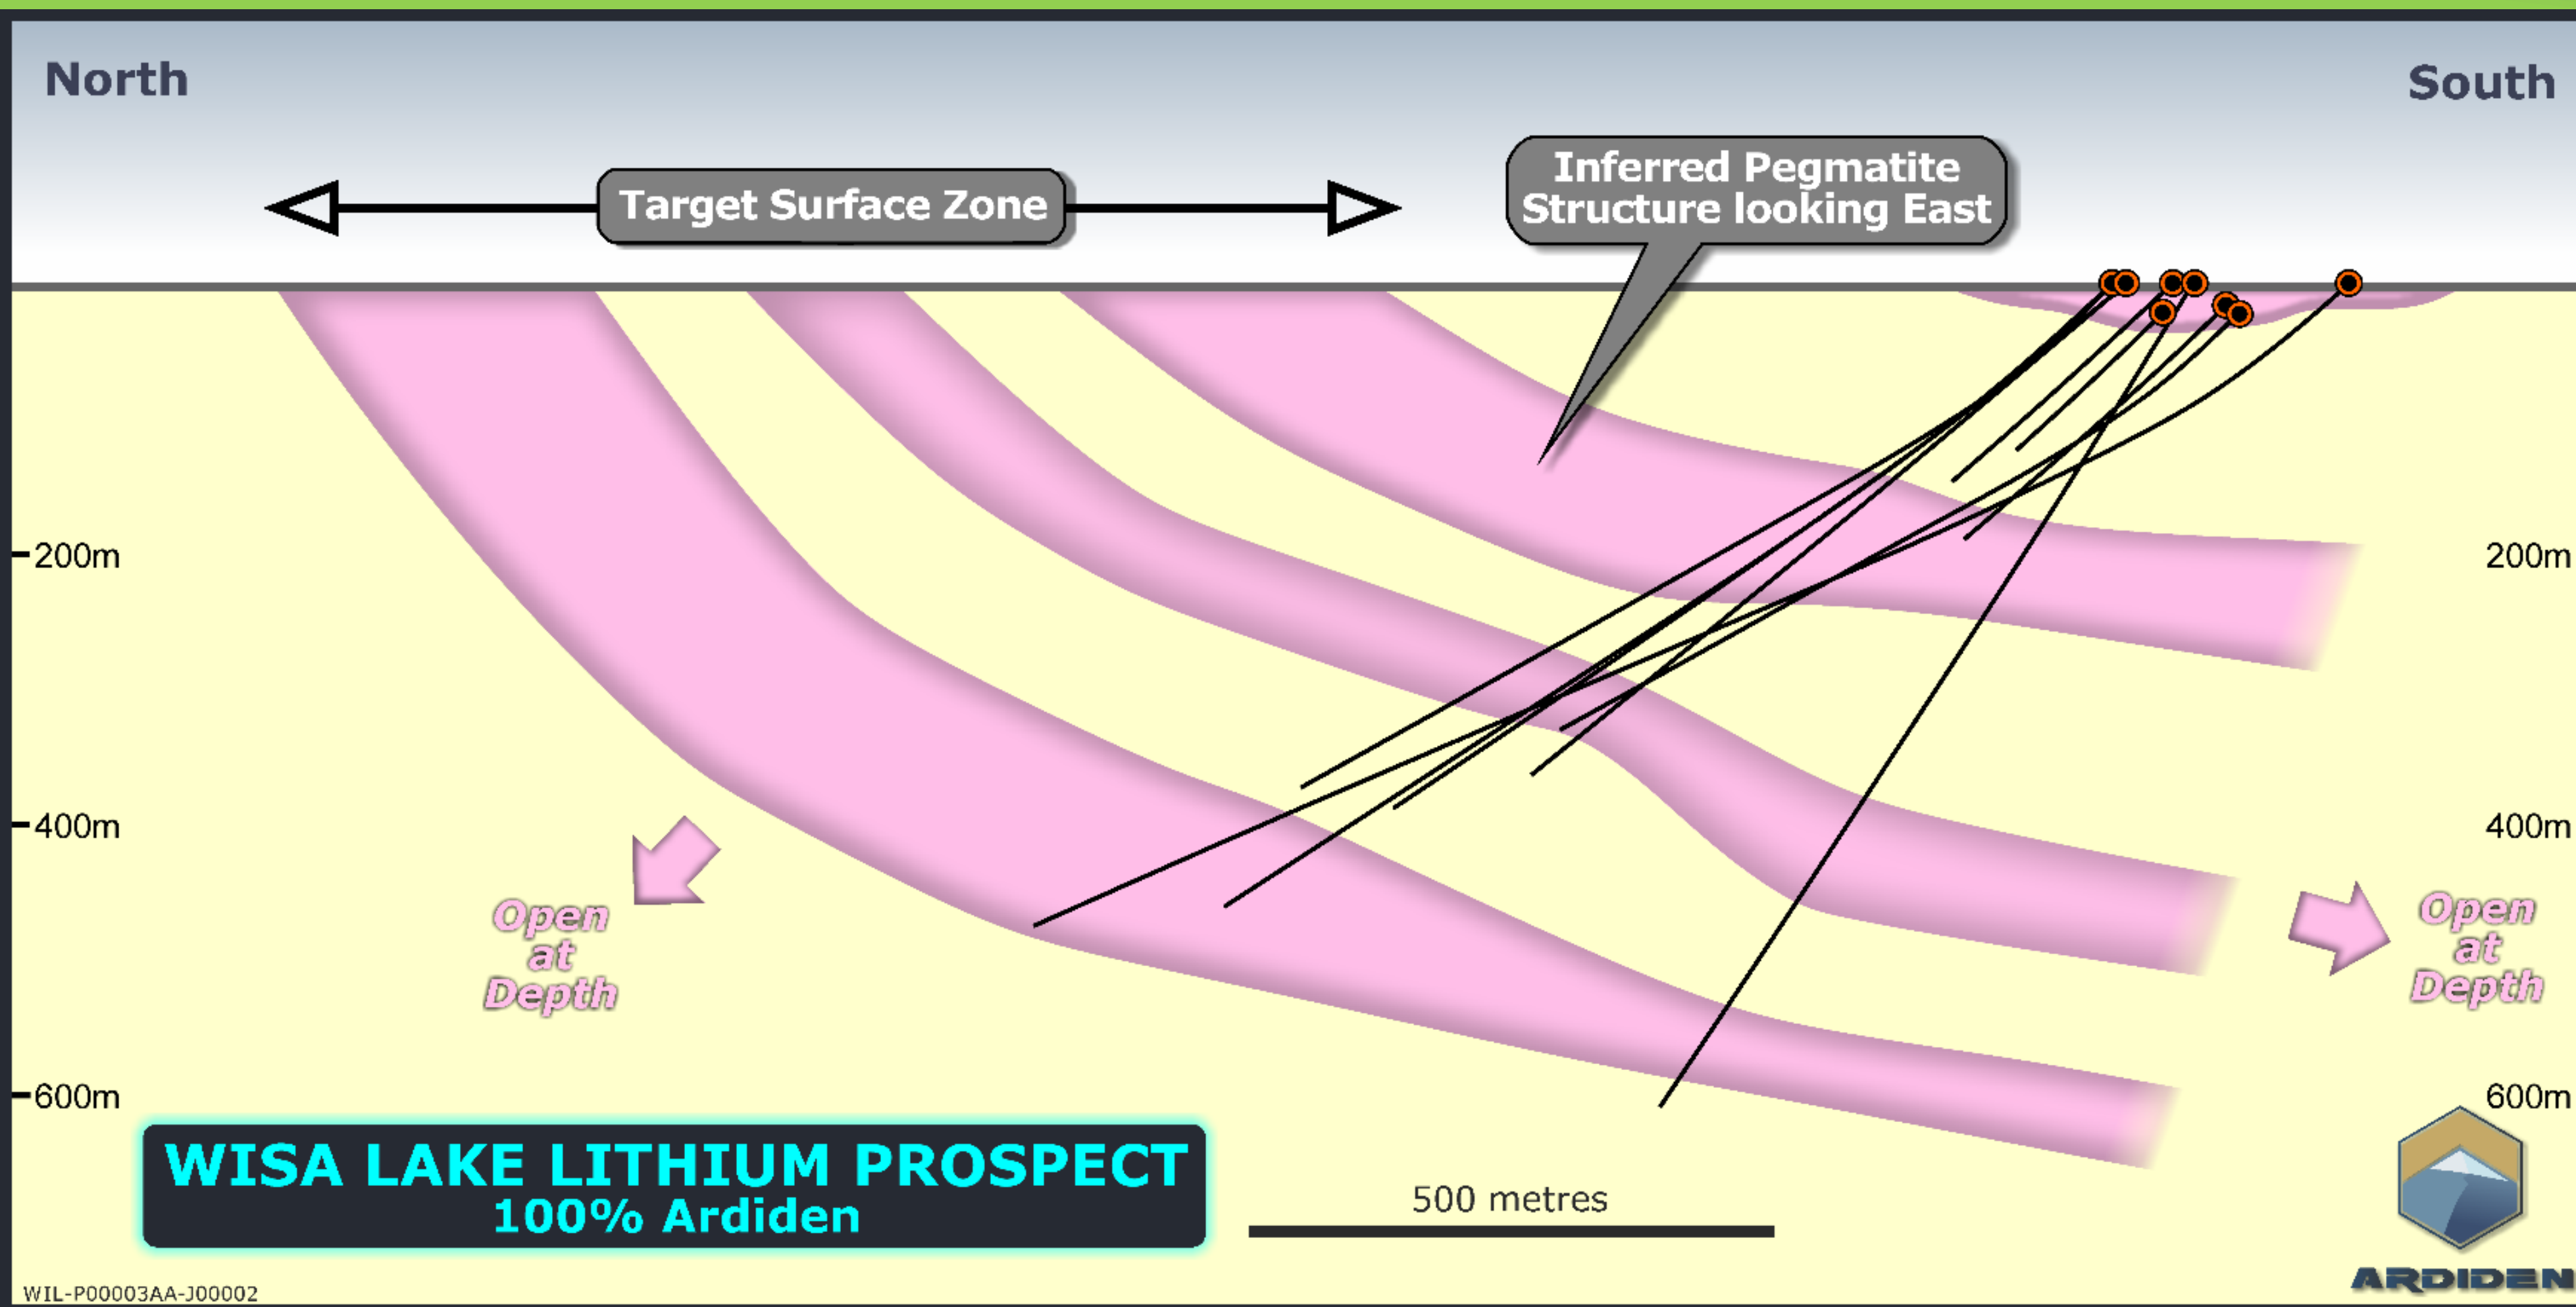 North
South
Target Surface Zone
Inferred Pegmatite
Structure looking East
200m
200m
400m
400m
Open
at
Depth
Open
at
Depth
600m
600m
WISA LAKE LITHIUM PROSPECT
100% Ardiden
500 metres
ARDIDEN
WIL-P00003AA-J00002